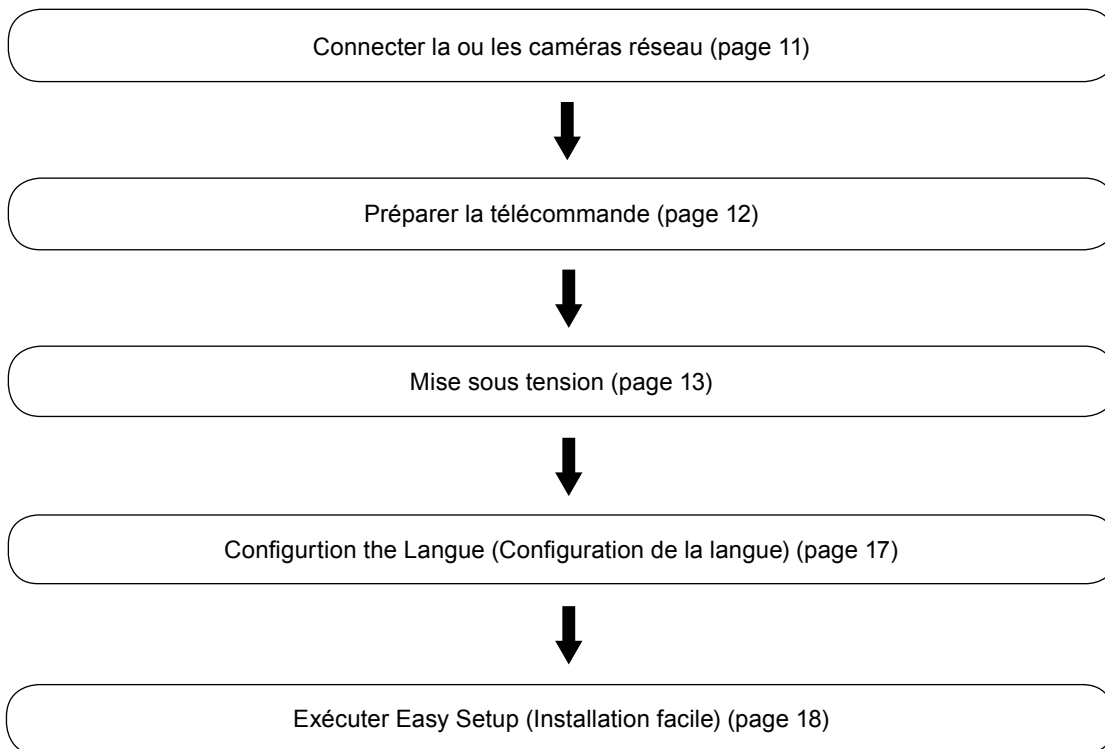 Connecter la ou les caméras réseau (page 11)
Préparer la télécommande (page 12)
Mise sous tension (page 13)
Configurtion the Langue (Configuration de la langue) (page 17)
Exécuter Easy Setup (Installation facile) (page 18)